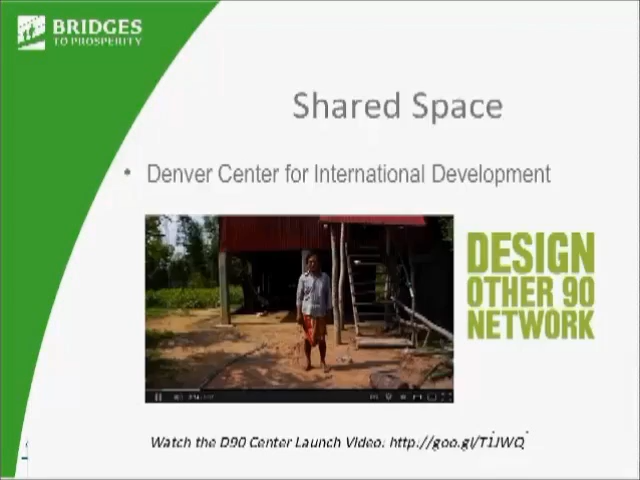 BRIDGES
TO PROSPERITY
Shared Space
• Denver Center for International Development
DESIGN
OTHER 90
NETWORK
Watch the D90 Center Launch Video: http://goo.gl/T1JWQ